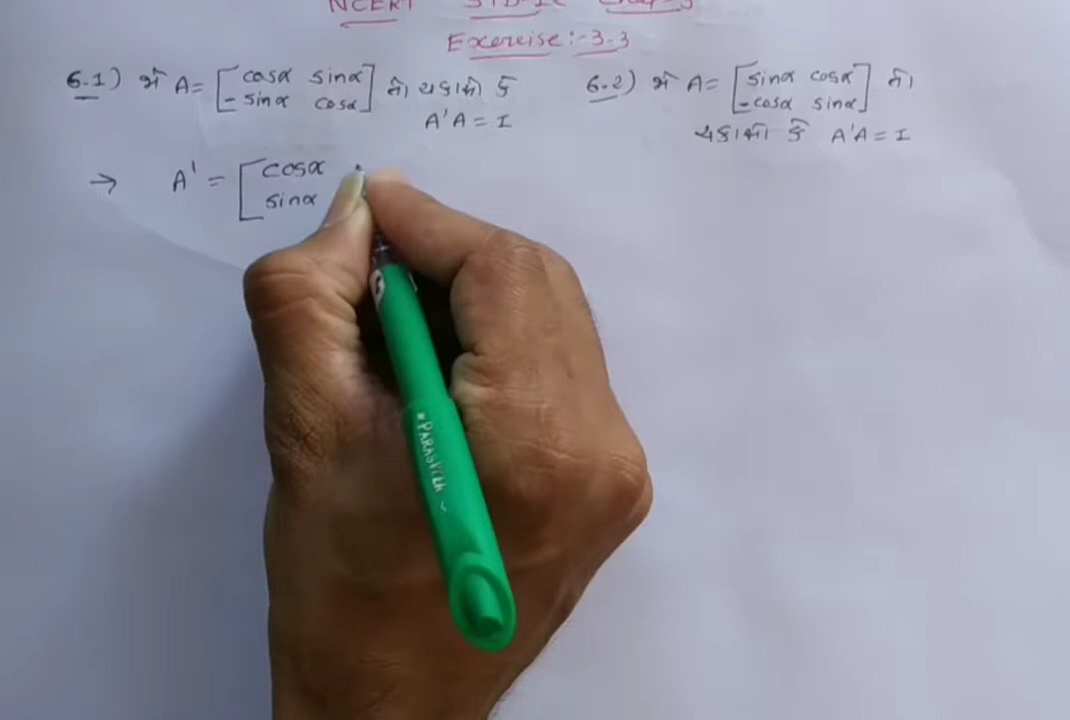 Exercise:-3.3
6.1) જો A = [cosα sinα
-sinα cosα] તો ચકાસો કે
A'A = I
6.2) જો A = [sinα cosα
-cosα sinα] તો
ચકાસો કે A'A = I
→ A' = [cosα
sinα
PARASVEEN